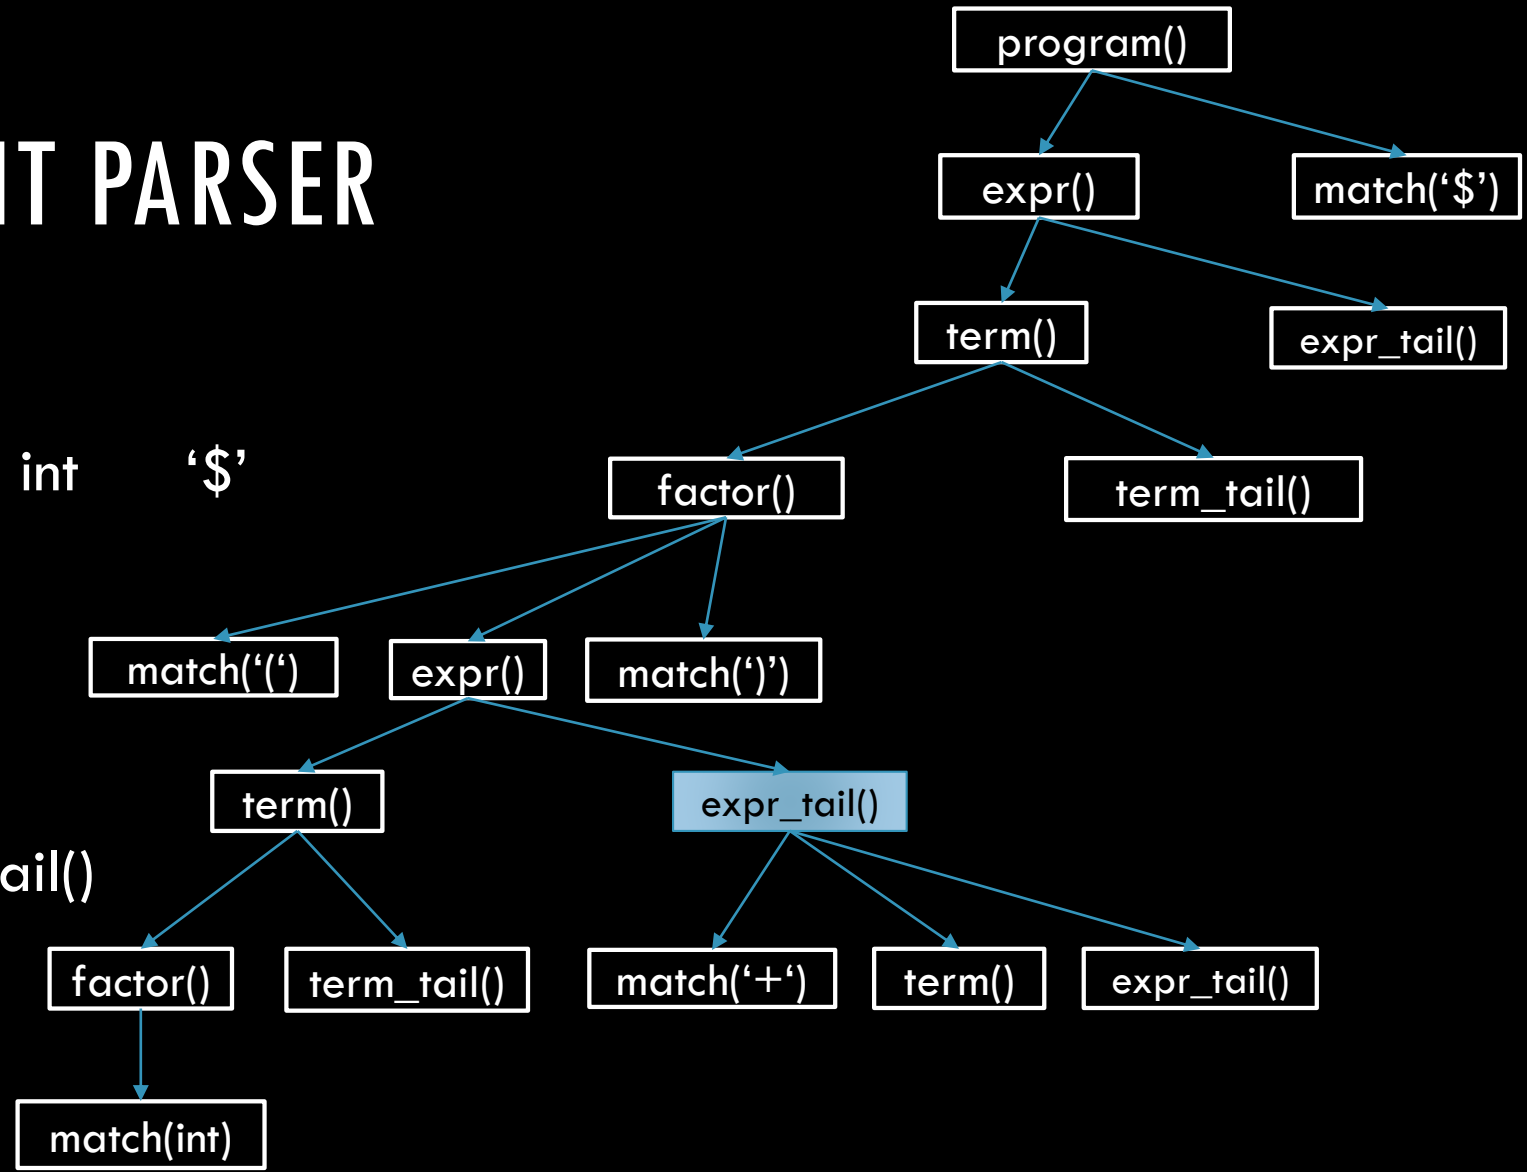 program()
IT PARSER
expr() match(‘$’)
term() expr_tail()
int ‘$’
factor() term_tail()
match(‘(‘) expr() match(‘)’)
term() expr_tail()
ail()
factor() term_tail() match(‘+‘) term() expr_tail()
match(int)